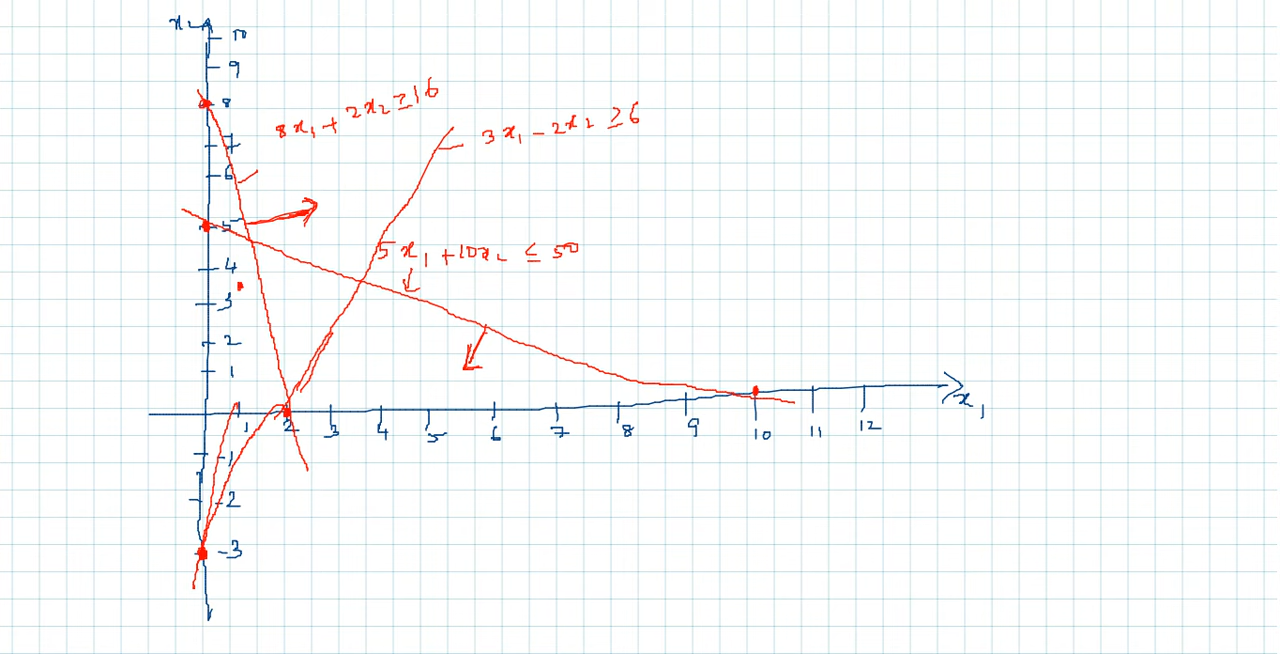 x₂
10
9
8
7
6
5
4
3
2
1
8x₁ + 2x₂ ≥ 16
3x₁ - 2x₂ ≥ 6
5x₁ + 10x₂ ≤ 50
1 2 3 4 5 6 7 8 9 10 11 12 x₁
-1
-2
-3